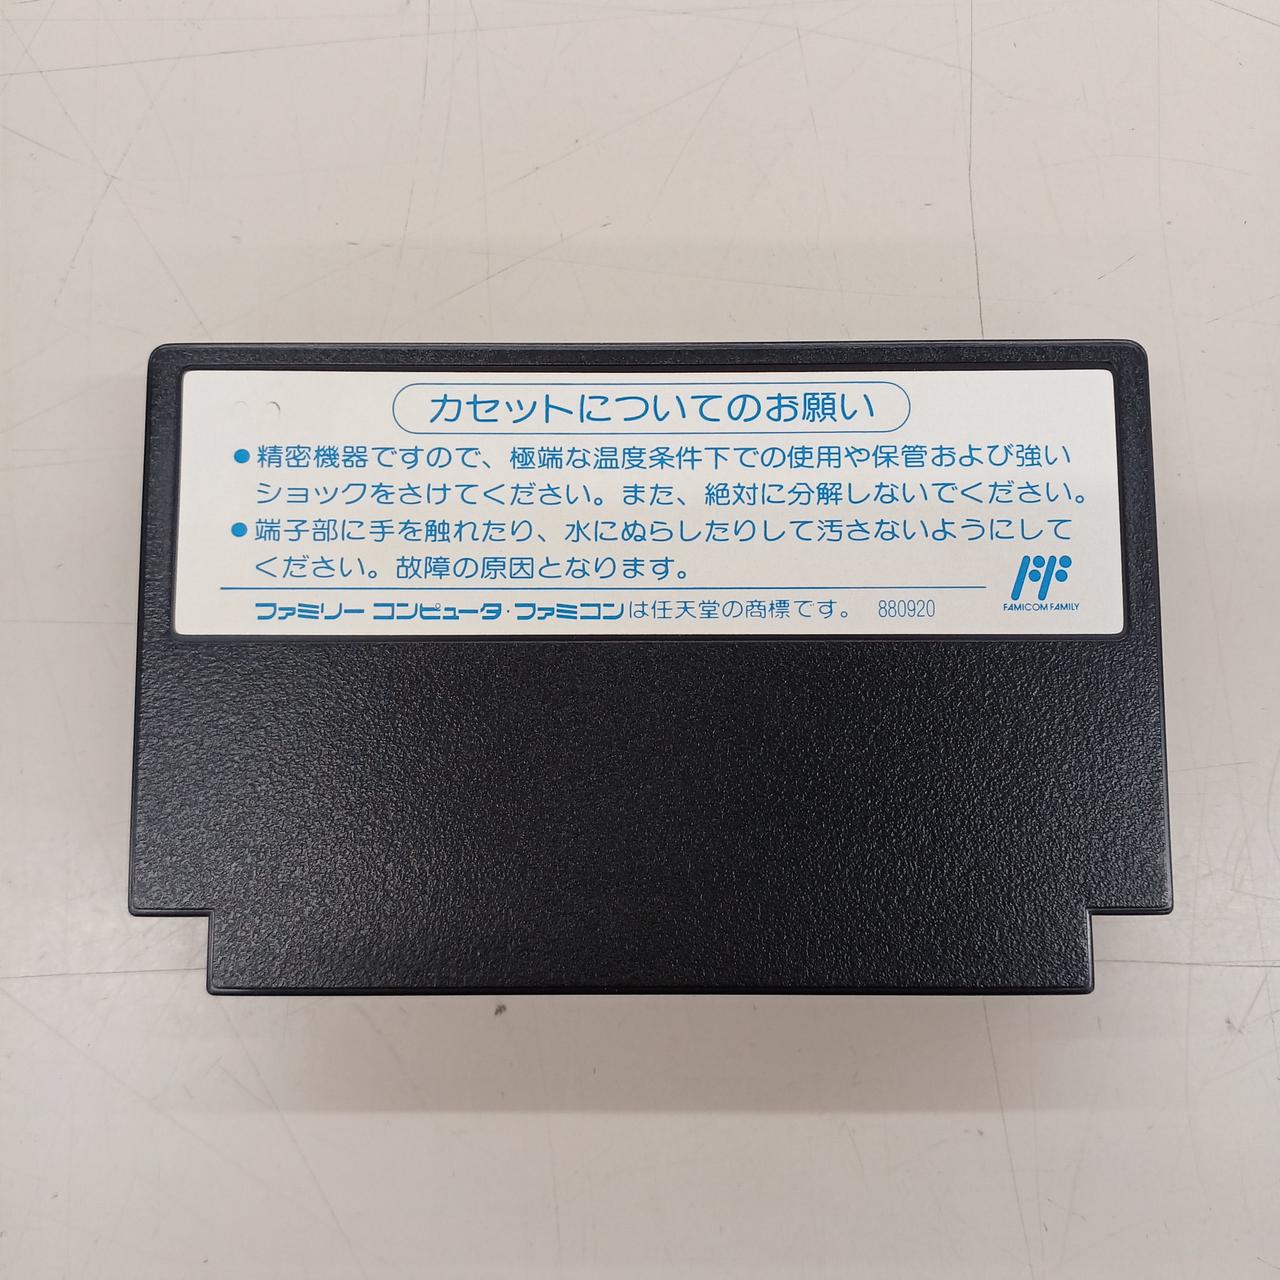 カセットについてのお願い
●精密機器ですので、極端な温度条件下での使用や保管および強い
ショックをさけてください。また、絶対に分解しないでください。
●端子部に手を触れたり、水にぬらしたりして汚さないようにして
ください。故障の原因となります。
ファミリー コンピュータ・ファミコンは任天堂の商標です。 880920
FAMICOM FAMILY